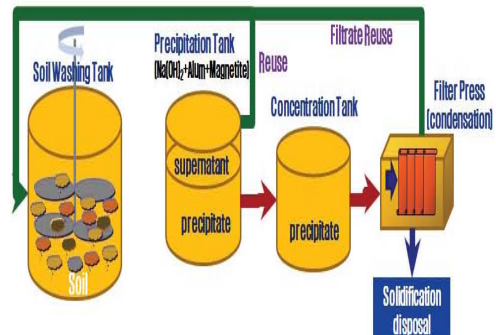 Soil Washing Tank
Soil
Precipitation Tank
(Na(OH)2+Alum+Magnetite)
supernatant
precipitate
Reuse
Filtrate Reuse
Concentration Tank
precipitate
Filter Press
(condensation)
Solidification
disposal